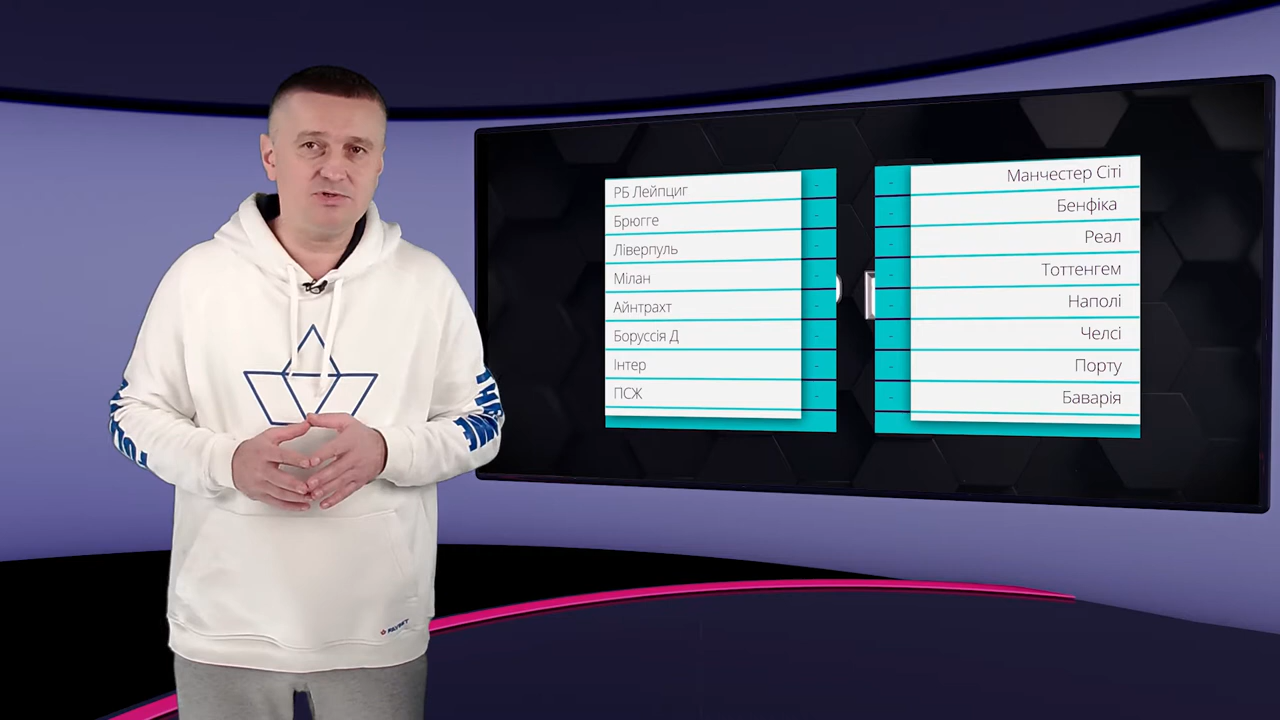 РБ Лейпциг
Брюгге
Ліверпуль
Мілан
Айнтрахт
Боруссія Д
Інтер
ПСЖ
Манчестер Сіті
Бенфіка
Реал
Тоттенгем
Наполі
Челсі
Порту
Баварія